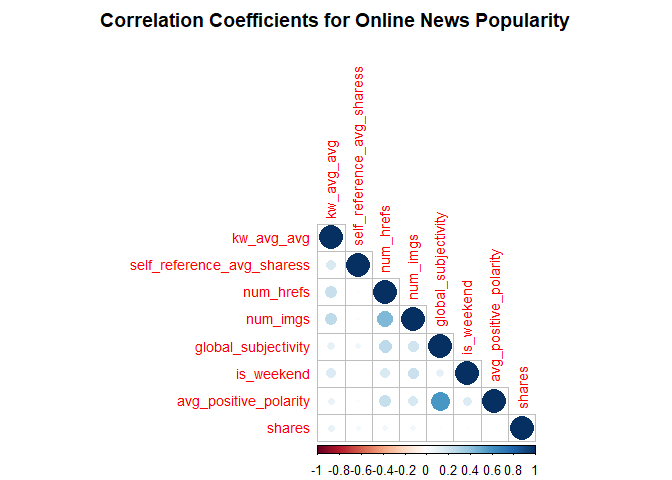 Correlation Coefficients for Online News Popularity
kw_avg_avg
self_reference_avg_sharess
num_hrefs
num_imgs
global_subjectivity
is_weekend
avg_positive_polarity
shares
kw_avg_avg
self_reference_avg_sharess
num_hrefs
num_imgs
global_subjectivity
is_weekend
avg_positive_polarity
shares
-1 -0.8 -0.6 -0.4 -0.2 0 0.2 0.4 0.6 0.8 1